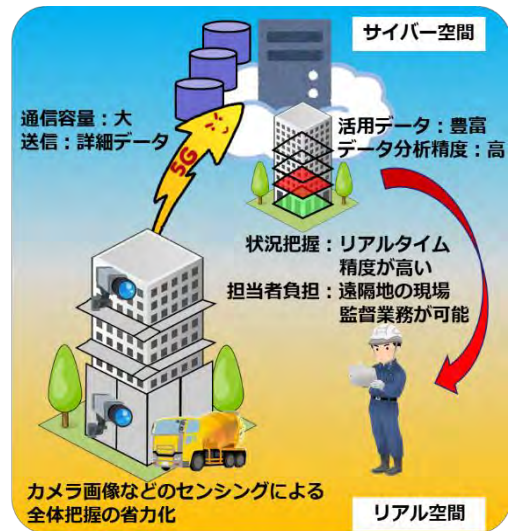 サイバー空間
通信容量：大
送信：詳細データ
5G
活用データ：豊富
データ分析精度：高
状況把握：リアルタイム
精度が高い
担当者負担：遠隔地の現場
監督業務が可能
カメラ画像などのセンシングによる
全体把握の省力化
リアル空間